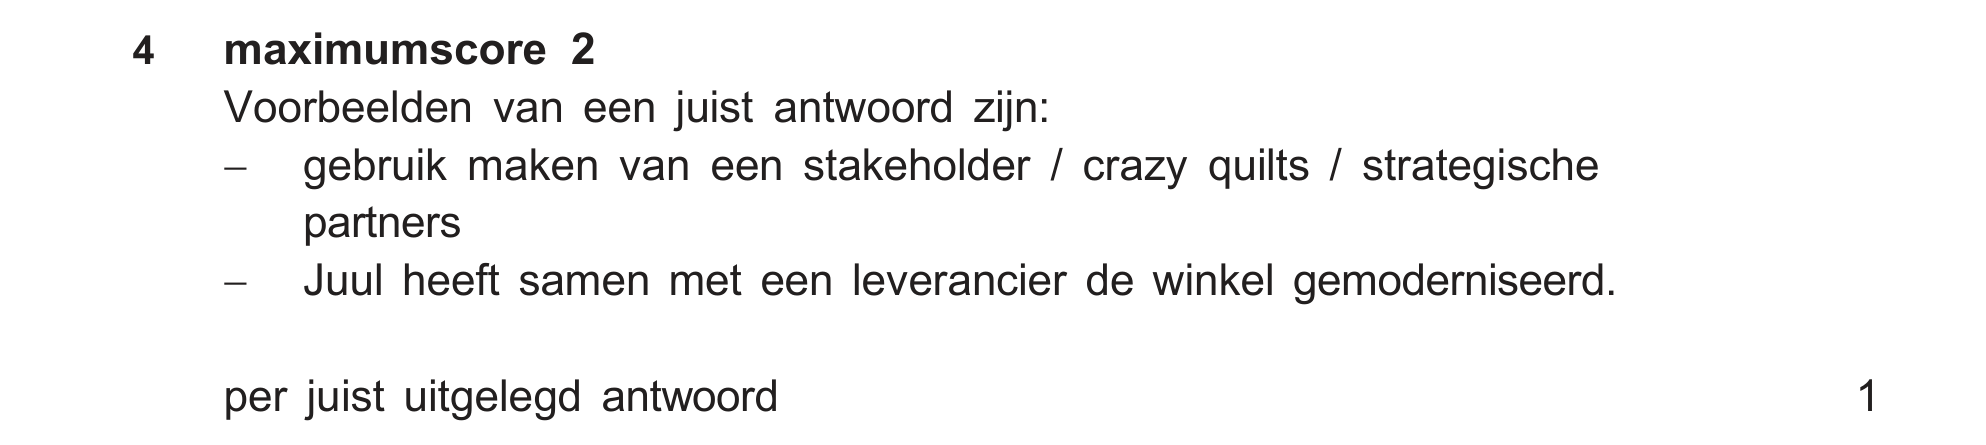 4 maximumscore 2
Voorbeelden van een juist antwoord zijn:
− gebruik maken van een stakeholder / crazy quilts / strategische
partners
− Juul heeft samen met een leverancier de winkel gemoderniseerd.
per juist uitgelegd antwoord 1